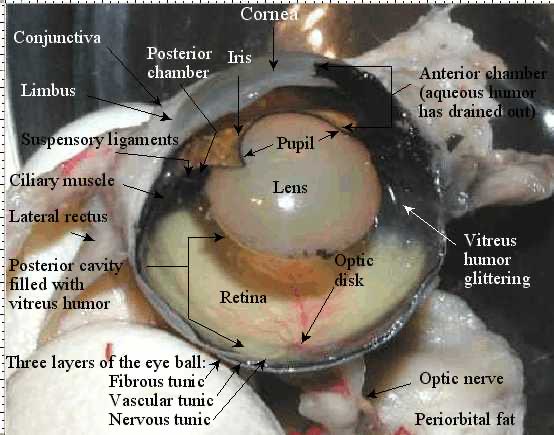 Cornea
Conjunctiva
Posterior
chamber
Iris
Anterior chamber
(aqueous humor
has drained out)
Limbus
Suspensory ligaments
Pupil
Ciliary muscle
Lens
Lateral rectus
Vitreus
humor
glittering
Posterior cavity
filled with
vitreus humor
Optic
disk
Retina
Three layers of the eye ball:
Fibrous tunic
Vascular tunic
Nervous tunic
Optic nerve
Periorbital fat